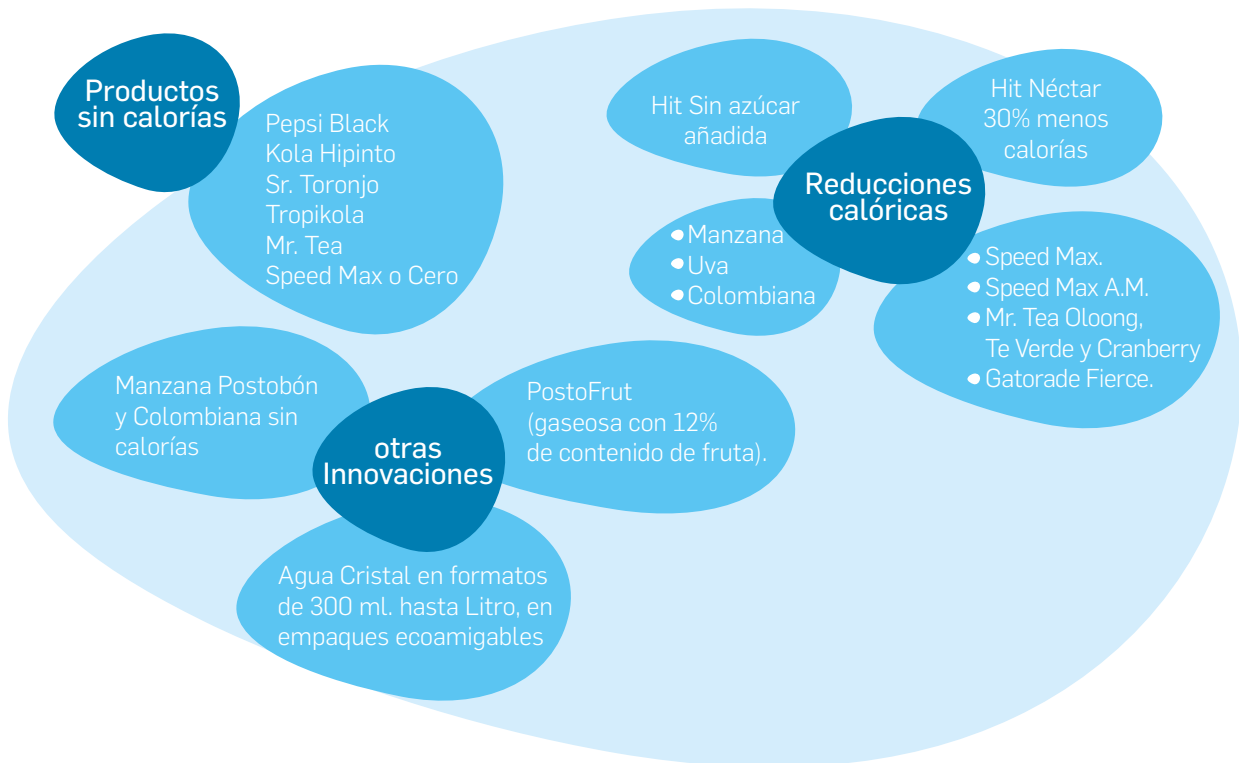 Productos
sin calorías
Pepsi Black
Kola Hipinto
Sr. Toronjo
Tropikola
Mr. Tea
Speed Max o Cero
Hit Sin azúcar
añadida
Hit Néctar
30% menos
calorías
Reducciones
calóricas
Manzana
Uva
Colombiana
Speed Max.
Speed Max A.M.
Mr. Tea Oloong,
Te Verde y Cranberry
Gatorade Fierce.
Manzana Postobón
y Colombiana sin
calorías
otras
Innovaciones
PostoFrut
(gaseosa con 12%
de contenido de fruta).
Agua Cristal en formatos
de 300 ml. hasta Litro, en
empaques ecoamigables